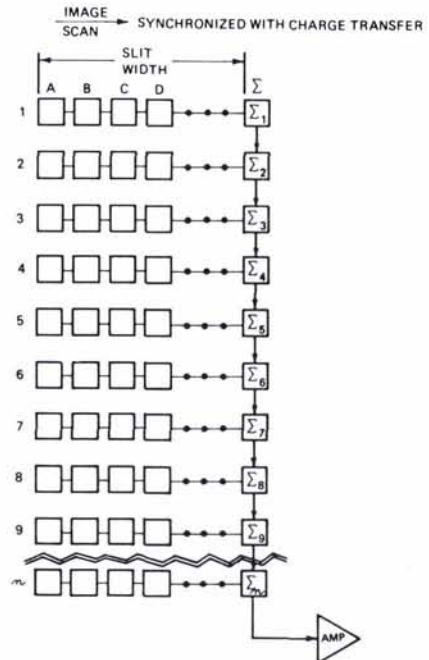 IMAGE
SCAN
SYNCHRONIZED WITH CHARGE TRANSFER
SLIT
WIDTH
A B C D Σ
1 Σ1
2 Σ2
3 Σ3
4 Σ4
5 Σ5
6 Σ6
7 Σ7
8 Σ8
9 Σ9
n Σn
AMP